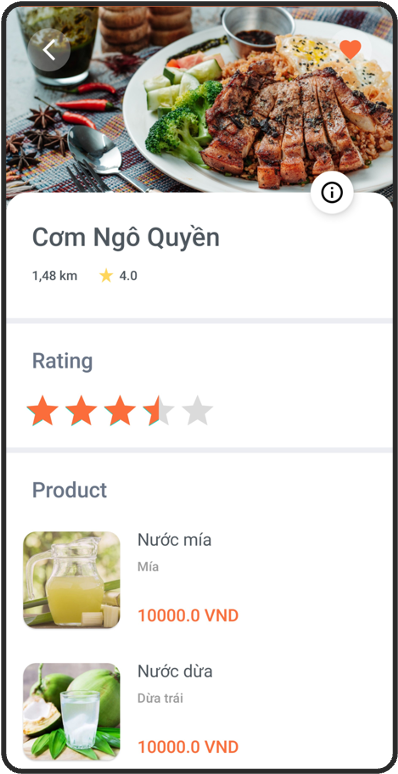 Cơm Ngô Quyền
1,48 km 4.0
Rating
Product
Nước mía
Mía
10000.0 VND
Nước dừa
Dừa trái
10000.0 VND